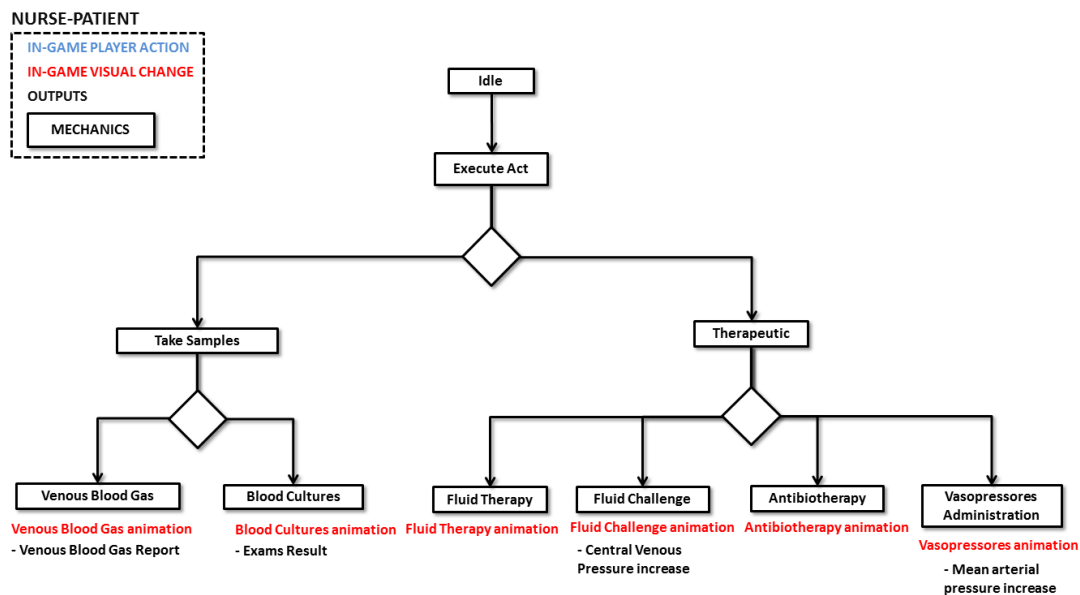 NURSE-PATIENT
IN-GAME PLAYER ACTION
IN-GAME VISUAL CHANGE
OUTPUTS
MECHANICS
Idle
Execute Act
Take Samples
Therapeutic
Venous Blood Gas
Venous Blood Gas animation
- Venous Blood Gas Report
Blood Cultures
Blood Cultures animation
- Exams Result
Fluid Therapy
Fluid Therapy animation
Fluid Challenge
Fluid Challenge animation
- Central Venous
Pressure increase
Antibiotherapy
Antibiotherapy animation
Vasopressores
Administration
Vasopressores animation
- Mean arterial
pressure increase